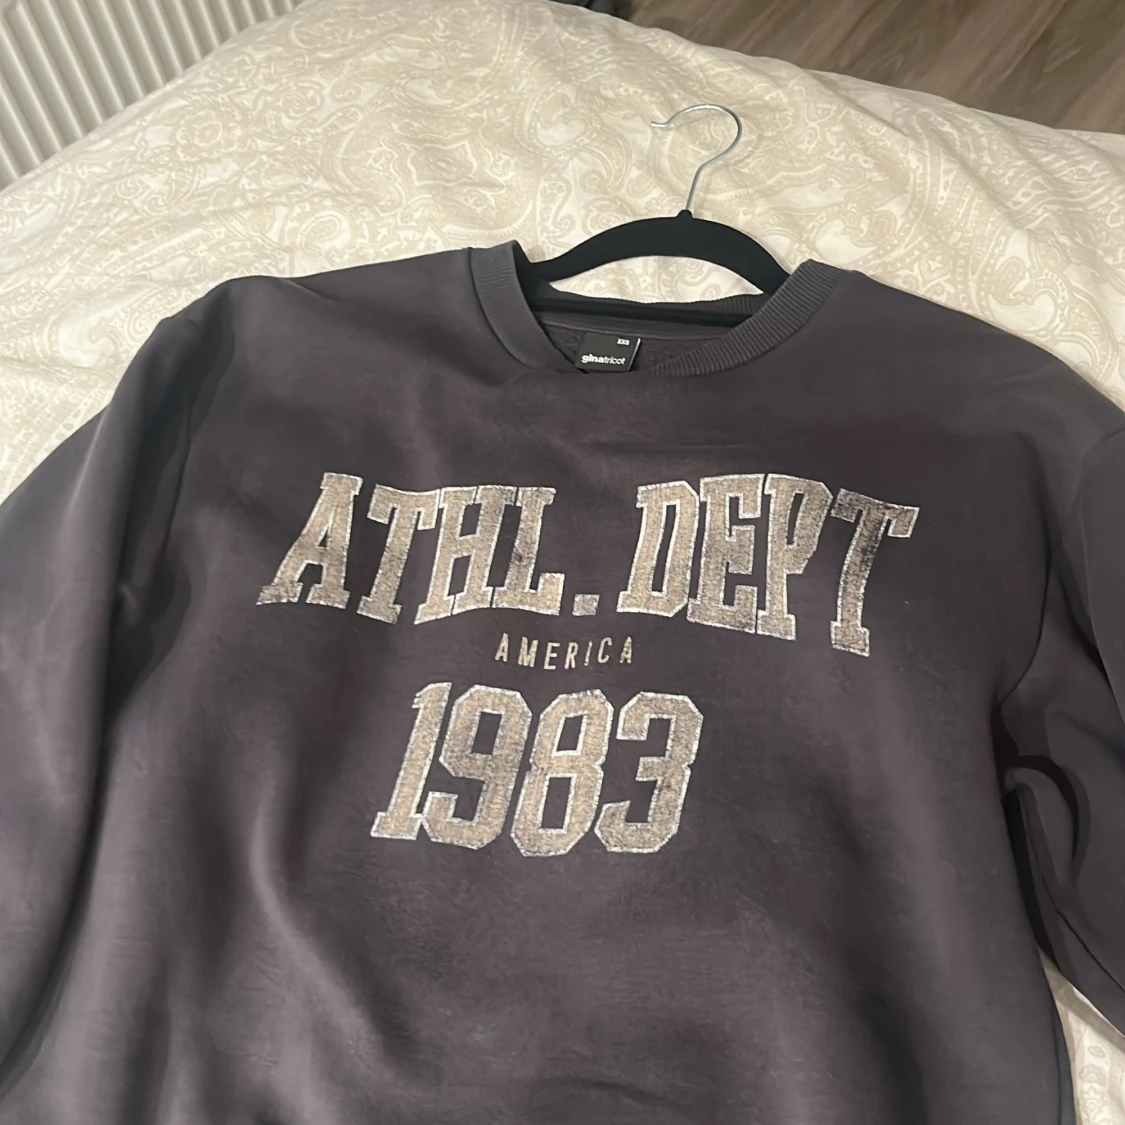 XXS
ginatricot
ATHL. DEPT
AMERICA
1983